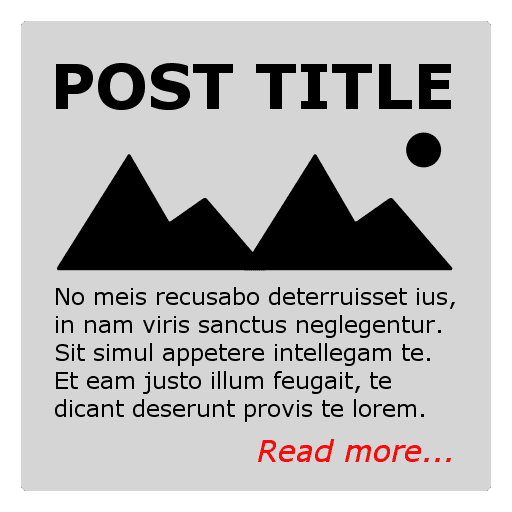 POST TITLE
No meis recusabo deterruisset ius,
in nam viris sanctus neglegentur.
Sit simul appetere intellegam te.
Et eam justo illum feugait, te
dicant deserunt provis te lorem.
Read more...